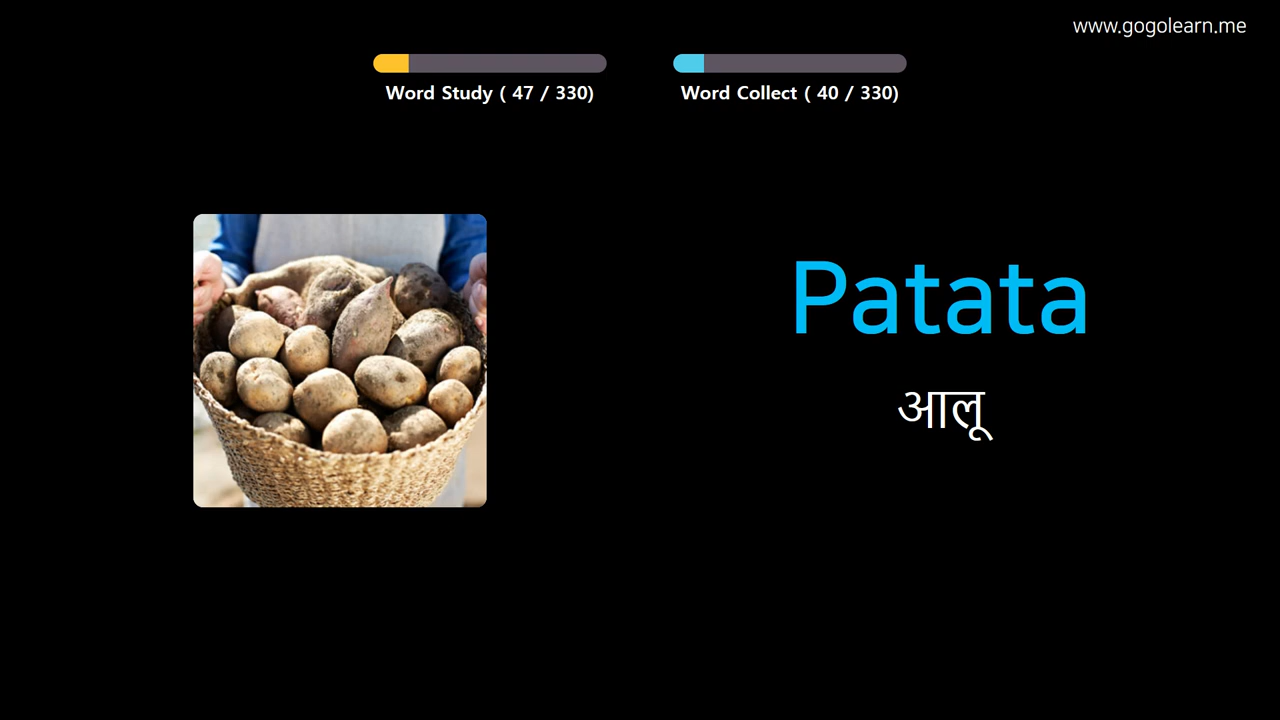 www.gogolearn.me
Word Study ( 47 / 330)
Word Collect ( 40 / 330)
Patata
आलू